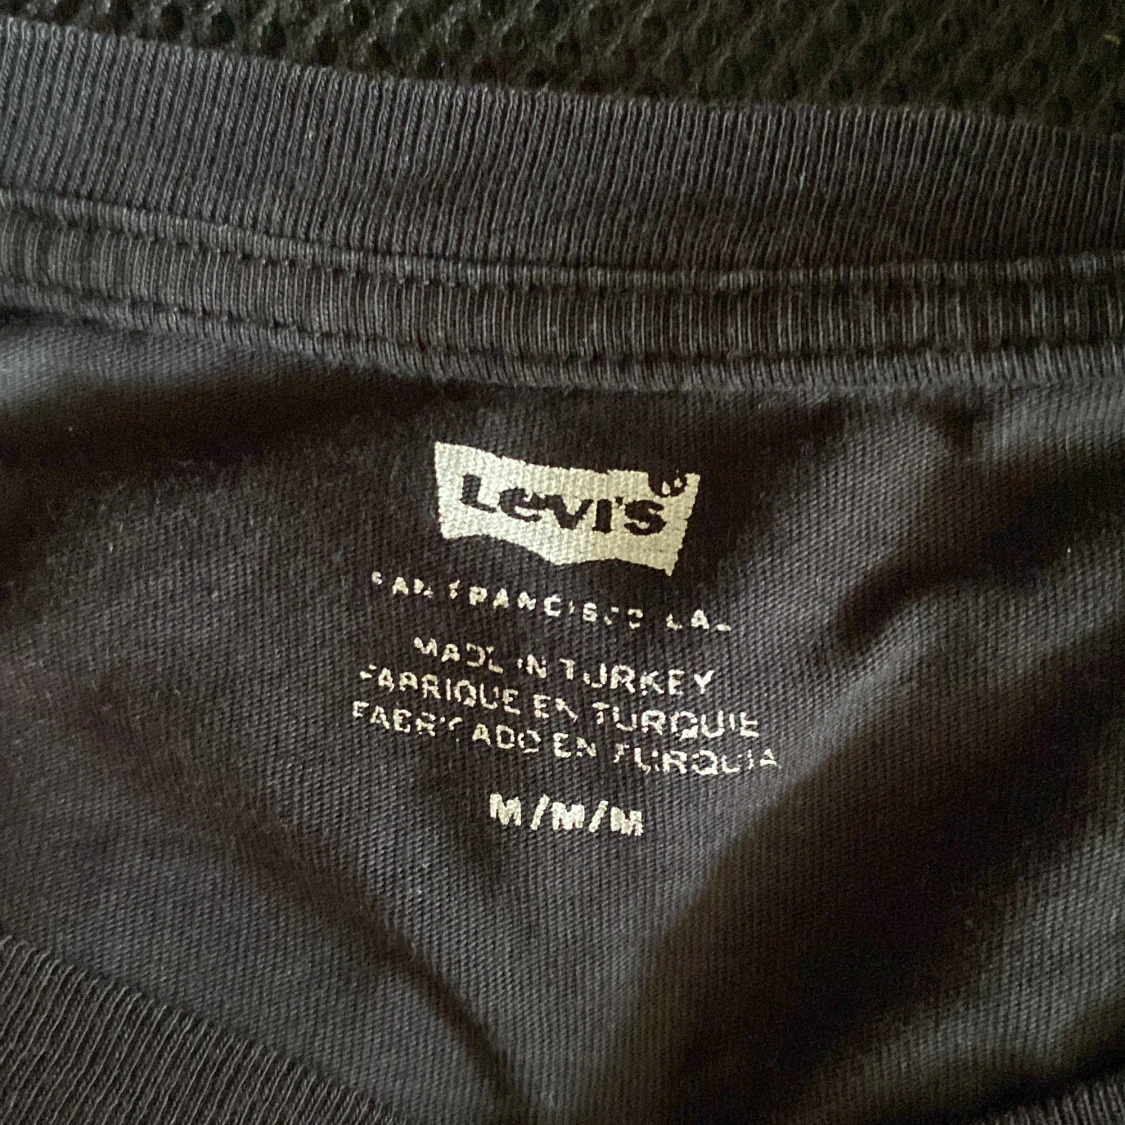 Levi's
SAN FRANCISCO CAL
MADE IN TURKEY
FABRIQUE EN TURQUIE
FABRICADO EN TURQUIA
M/M/M